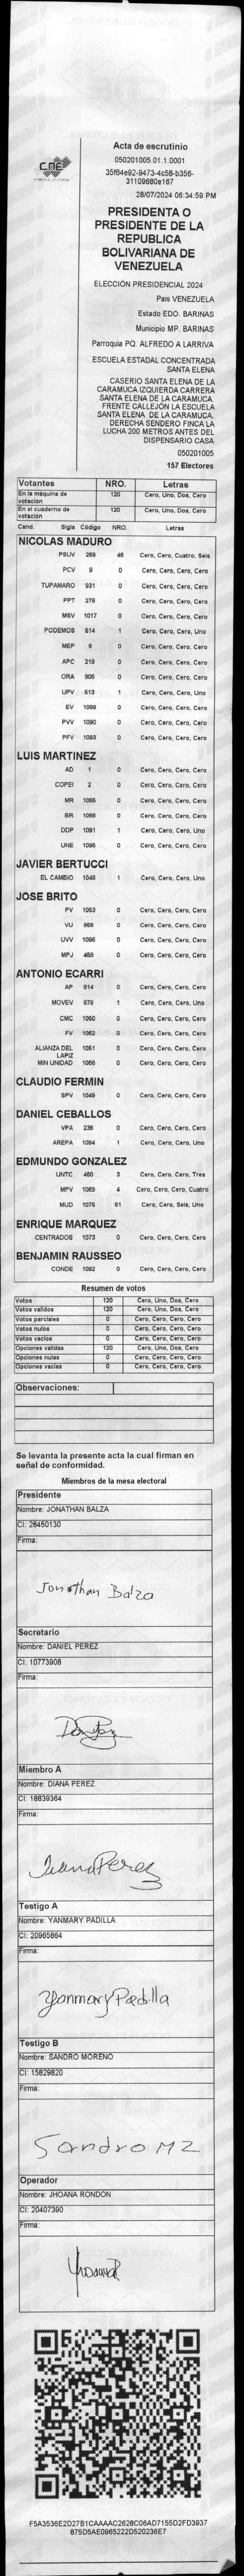 CNE
Acta de escrutinio
050201005.01.1.0001
35f64e92-9473-4c58-b356-
31109680e167
28/07/2024 06:34:59 PM
PRESIDENTA O
PRESIDENTE DE LA
REPUBLICA
BOLIVARIANA DE
VENEZUELA
ELECCIÓN PRESIDENCIAL 2024
País VENEZUELA
Estado EDO. BARINAS
Municipio MP. BARINAS
Parroquia PQ. ALFREDO A LARRIVA
ESCUELA ESTADAL CONCENTRADA
SANTA ELENA
CASERIO SANTA ELENA DE LA
CARAMUCA IZQUIERDA CARRERA
SANTA ELENA DE LA CARAMUCA.
FRENTE CALLEJÓN LA ESCUELA
SANTA ELENA DE LA CARAMUCA.
DERECHA SENDERO FINCA LA
LUCHA 200 METROS ANTES DEL
DISPENSARIO CASA
050201005
157 Electores
Votantes NRO. Letras
En la máquina de votación 120 Cero, Uno, Dos, Cero
En el cuaderno de votación 120 Cero, Uno, Dos, Cero
Cand. Sigla Código NRO. Letras
NICOLAS MADURO
PSUV 269 46 Cero, Cero, Cuatro, Seis
PCV 9 0 Cero, Cero, Cero, Cero
TUPAMARO 931 0 Cero, Cero, Cero, Cero
PPT 276 0 Cero, Cero, Cero, Cero
MSV 1017 0 Cero, Cero, Cero, Cero
PODEMOS 514 1 Cero, Cero, Cero, Uno
MEP 6 0 Cero, Cero, Cero, Cero
APC 219 0 Cero, Cero, Cero, Cero
ORA 906 0 Cero, Cero, Cero, Cero
UPV 513 1 Cero, Cero, Cero, Uno
EV 1089 0 Cero, Cero, Cero, Cero
PVV 1090 0 Cero, Cero, Cero, Cero
PFV 1093 0 Cero, Cero, Cero, Cero
LUIS MARTINEZ
AD 1 0 Cero, Cero, Cero, Cero
COPEI 2 0 Cero, Cero, Cero, Cero
MR 1065 0 Cero, Cero, Cero, Cero
BR 1066 0 Cero, Cero, Cero, Cero
DDP 1091 1 Cero, Cero, Cero, Uno
UNE 1095 0 Cero, Cero, Cero, Cero
JAVIER BERTUCCI
EL CAMBIO 1048 1 Cero, Cero, Cero, Uno
JOSE BRITO
PV 1053 0 Cero, Cero, Cero, Cero
VU 868 0 Cero, Cero, Cero, Cero
UVV 1096 0 Cero, Cero, Cero, Cero
MPJ 458 0 Cero, Cero, Cero, Cero
ANTONIO ECARRI
AP 814 0 Cero, Cero, Cero, Cero
MOVEV 878 1 Cero, Cero, Cero, Uno
CMC 1050 0 Cero, Cero, Cero, Cero
FV 1062 0 Cero, Cero, Cero, Cero
ALIANZA DEL LAPIZ 1051 0 Cero, Cero, Cero, Cero
MIN UNIDAD 1068 0 Cero, Cero, Cero, Cero
CLAUDIO FERMIN
SPV 1049 0 Cero, Cero, Cero, Cero
DANIEL CEBALLOS
VPA 236 0 Cero, Cero, Cero, Cero
AREPA 1094 1 Cero, Cero, Cero, Uno
EDMUNDO GONZALEZ
UNTC 460 3 Cero, Cero, Cero, Tres
MPV 1069 4 Cero, Cero, Cero, Cuatro
MUD 1075 61 Cero, Cero, Seis, Uno
ENRIQUE MARQUEZ
CENTRADOS 1073 0 Cero, Cero, Cero, Cero
BENJAMIN RAUSSEO
CONDE 1092 0 Cero, Cero, Cero, Cero
Resumen de votos
Votos 120 Cero, Uno, Dos, Cero
Votos validos 120 Cero, Uno, Dos, Cero
Votos parciales 0 Cero, Cero, Cero, Cero
Votos nulos 0 Cero, Cero, Cero, Cero
Votos vacios 0 Cero, Cero, Cero, Cero
Opciones validas 120 Cero, Uno, Dos, Cero
Opciones nulas 0 Cero, Cero, Cero, Cero
Opciones vacias 0 Cero, Cero, Cero, Cero
Observaciones:
Se levanta la presente acta la cual firman en
señal de conformidad.
Miembros de la mesa electoral
Presidente
Nombre: JONATHAN BALZA
CI: 26450130
Firma:
Jonathan Balza
Secretario
Nombre: DANIEL PEREZ
CI: 10773908
Firma:
Miembro A
Nombre: DIANA PEREZ
CI: 18839364
Firma:
Diana Perez
Testigo A
Nombre: YANMARY PADILLA
CI: 20965864
Firma:
Yanmary Padilla
Testigo B
Nombre: SANDRO MORENO
CI: 15829820
Firma:
Sandro MZ
Operador
Nombre: JHOANA RONDON
CI: 20407390
Firma:
F5A3536E2D27B1CAAAAC2628C06AD7155D2FD3937
875D5AE0965222D520236E7